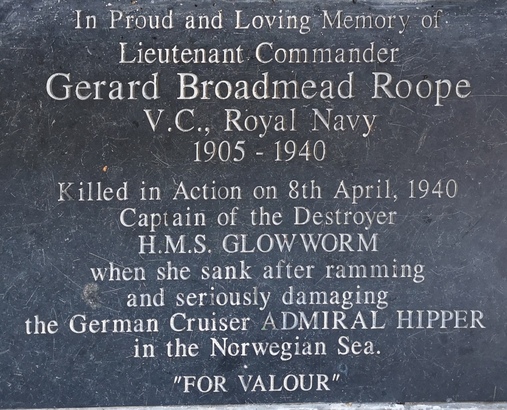 In Proud and Loving Memory of
Lieutenant Commander
Gerard Broadmead Roope
V.C., Royal Navy
1905 - 1940
Killed in Action on 8th April, 1940
Captain of the Destroyer
H.M.S. GLOWWORM
when she sank after ramming
and seriously damaging
the German Cruiser ADMIRAL HIPPER
in the Norwegian Sea.
"FOR VALOUR"